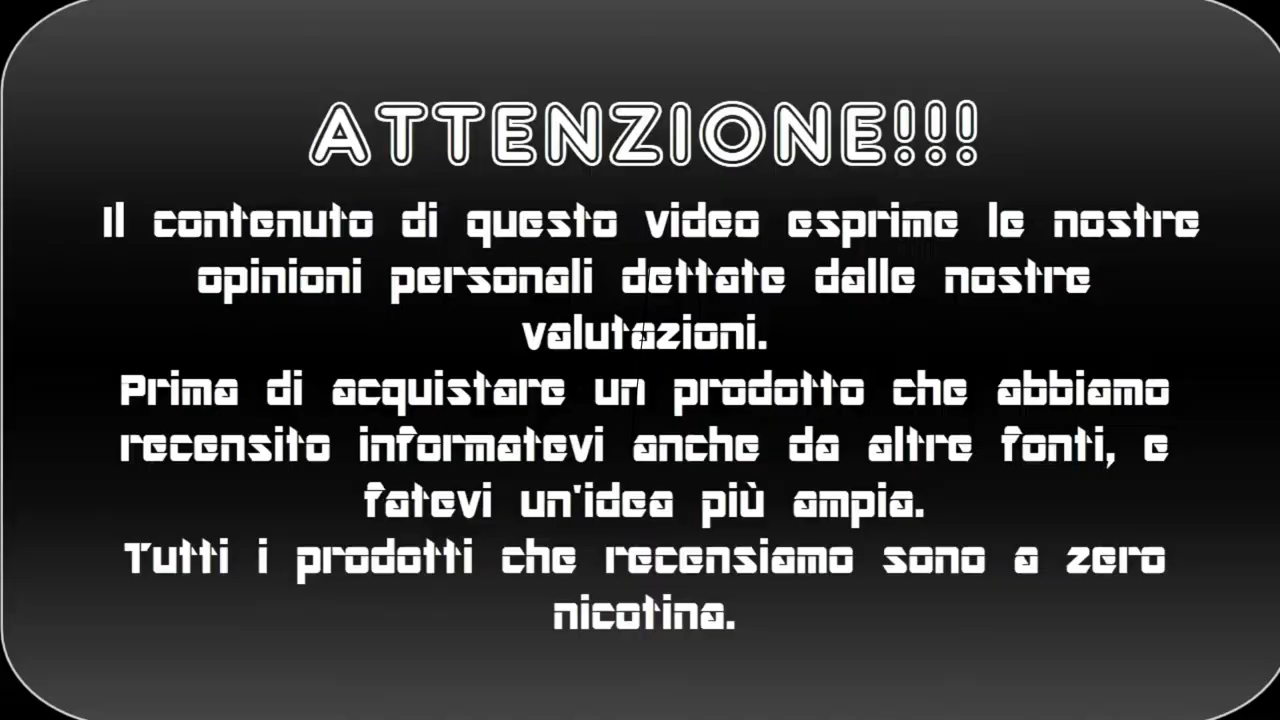 ATTENZIONE!!!
Il contenuto di questo video esprime le nostre
opinioni personali dettate dalle nostre
valutazioni.
Prima di acquistare un prodotto che abbiamo
recensito informatevi anche da altre fonti, e
fatevi un'idea più ampia.
Tutti i prodotti che recensiamo sono a zero
nicotina.